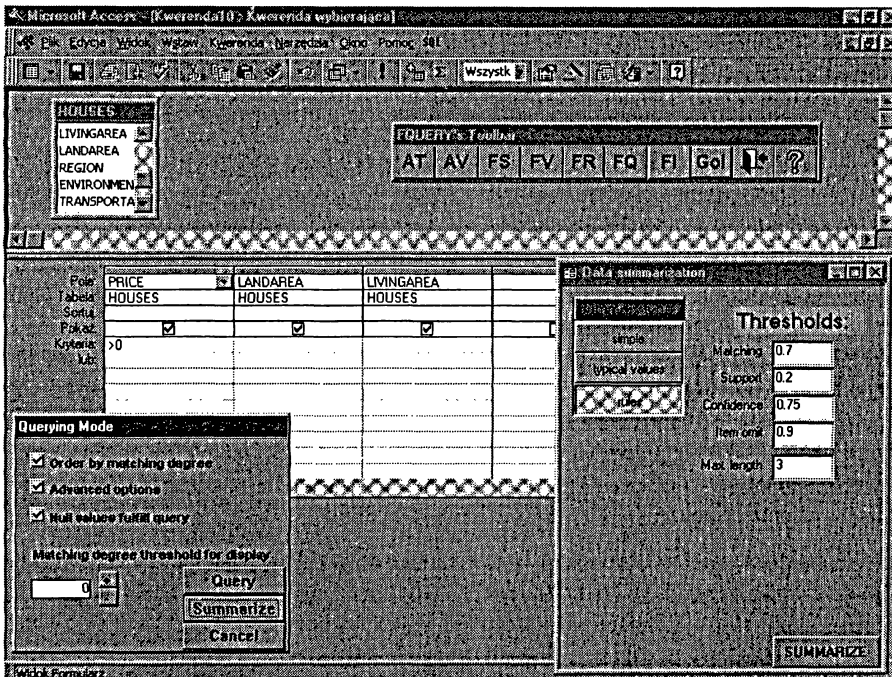 Microsoft Access - [Kwerenda10 : Kwerenda wybierająca]
Plik Edycja Widok Wstaw Kwerenda Narzędzia Okno Pomoc SQL
Wszystk
HOUSES
LIVINGAREA
LANDAREA
REGION
ENVIRONMEN
TRANSPORTA
FQUERY's Toolbar
AT AV FS FV FR FQ FI Go! ?
Pole: PRICE LANDAREA LIVINGAREA
Tabela: HOUSES HOUSES HOUSES
Sortuj:
Pokaż:
Kryteria: >0
lub:
Data summarization
simple
typical values
rules
Thresholds:
Matching 0.7
Support 0.2
Confidence 0.75
Item omit 0.9
Max length 3
SUMMARIZE
Querying Mode
Order by matching degree
Advanced options
Null values fulfill query
Matching degree threshold for display
0
Query
Summarize
Cancel
Widok Formularz